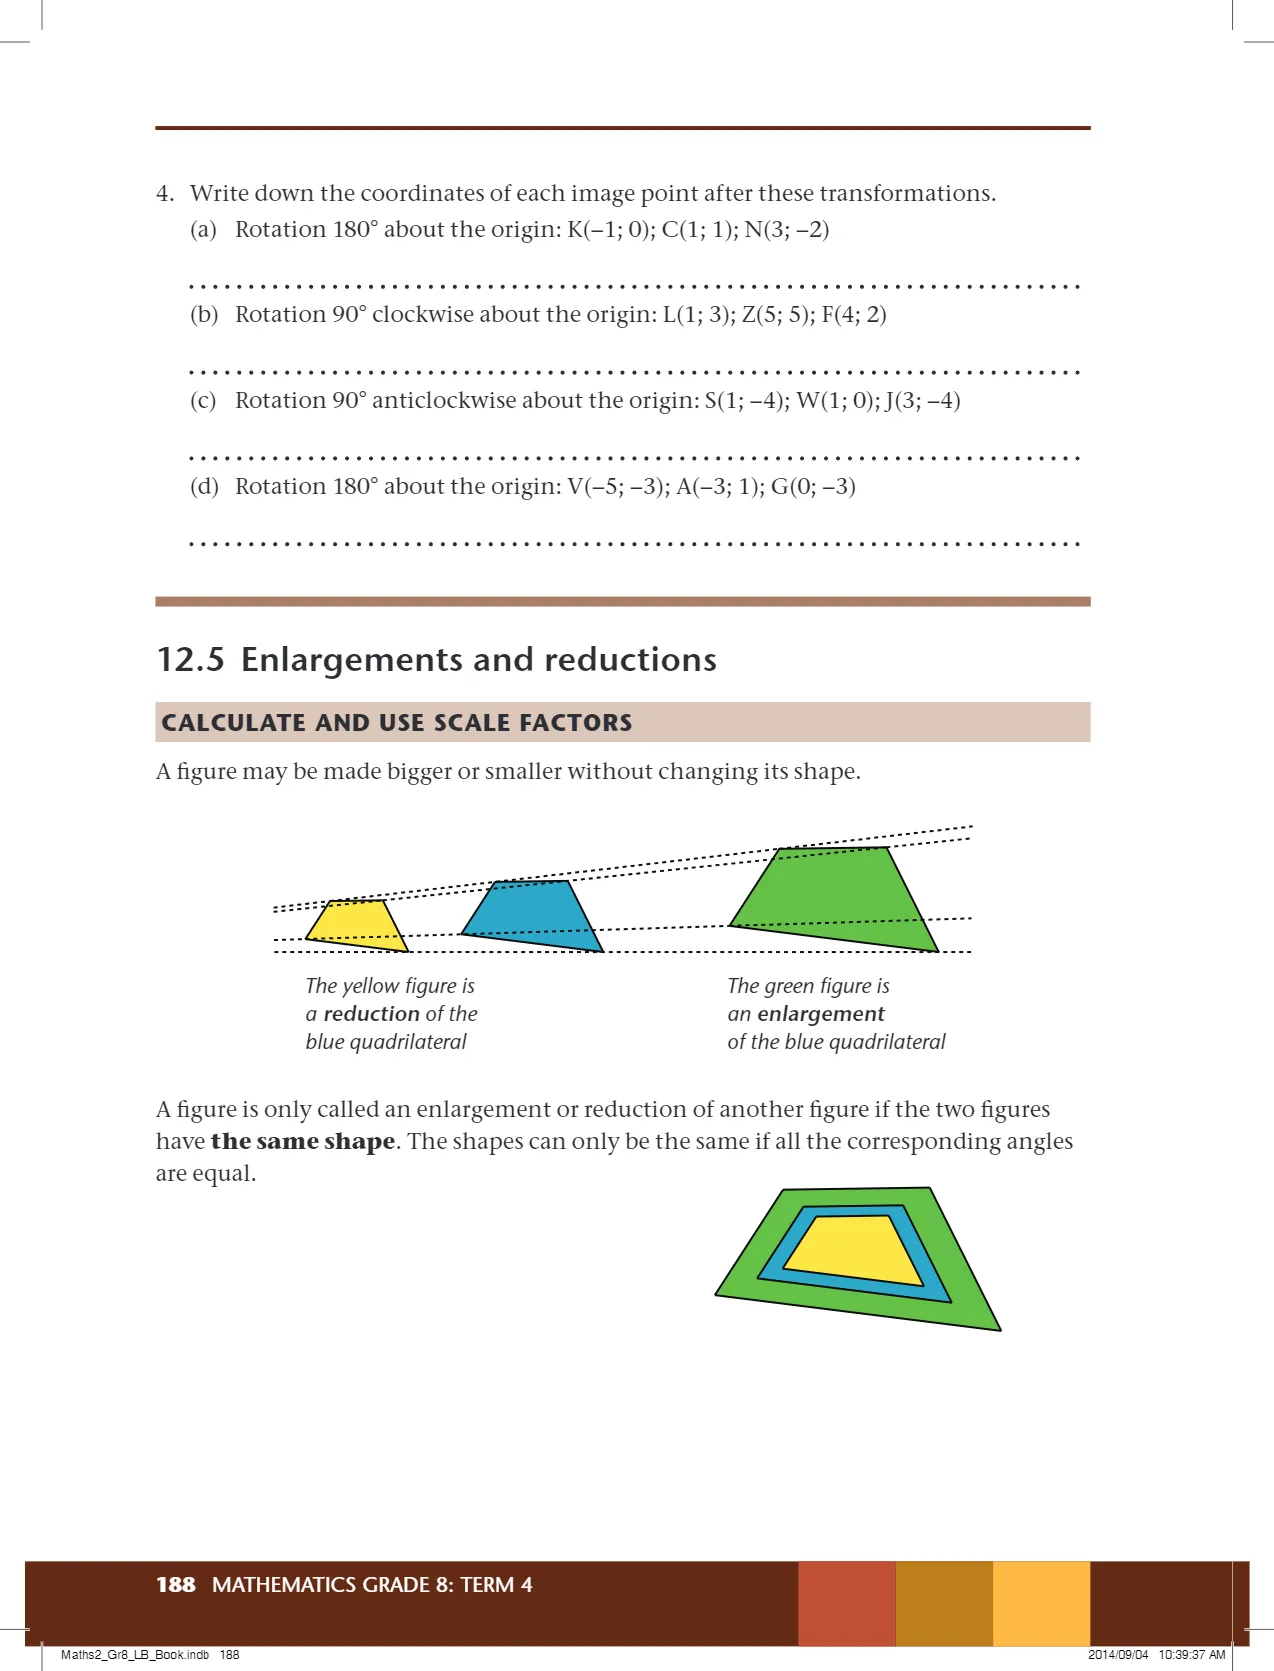 4. Write down the coordinates of each image point after these transformations.
(a) Rotation 180° about the origin: K(–1; 0); C(1; 1); N(3; –2)
(b) Rotation 90° clockwise about the origin: L(1; 3); Z(5; 5); F(4; 2)
(c) Rotation 90° anticlockwise about the origin: S(1; –4); W(1; 0); J(3; –4)
(d) Rotation 180° about the origin: V(–5; –3); A(–3; 1); G(0; –3)
12.5 Enlargements and reductions
CALCULATE AND USE SCALE FACTORS
A figure may be made bigger or smaller without changing its shape.
The yellow figure is
a reduction of the
blue quadrilateral
The green figure is
an enlargement
of the blue quadrilateral
A figure is only called an enlargement or reduction of another figure if the two figures
have the same shape. The shapes can only be the same if all the corresponding angles
are equal.
188 MATHEMATICS GRADE 8: TERM 4
Maths2_Gr8_LB_Book.indb 188
2014/09/04 10:39:37 AM